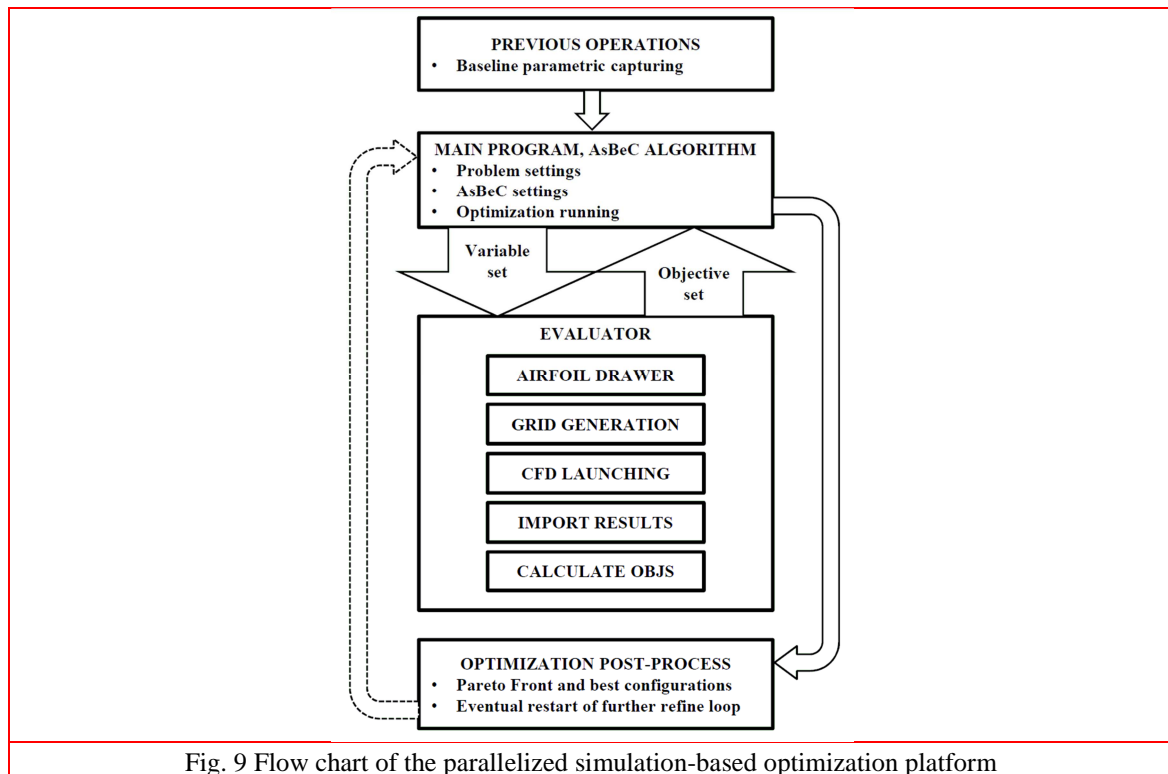 PREVIOUS OPERATIONS
• Baseline parametric capturing
MAIN PROGRAM, AsBeC ALGORITHM
• Problem settings
• AsBeC settings
• Optimization running
Variable
set
Objective
set
EVALUATOR
AIRFOIL DRAWER
GRID GENERATION
CFD LAUNCHING
IMPORT RESULTS
CALCULATE OBJS
OPTIMIZATION POST-PROCESS
• Pareto Front and best configurations
• Eventual restart of further refine loop
Fig. 9 Flow chart of the parallelized simulation-based optimization platform